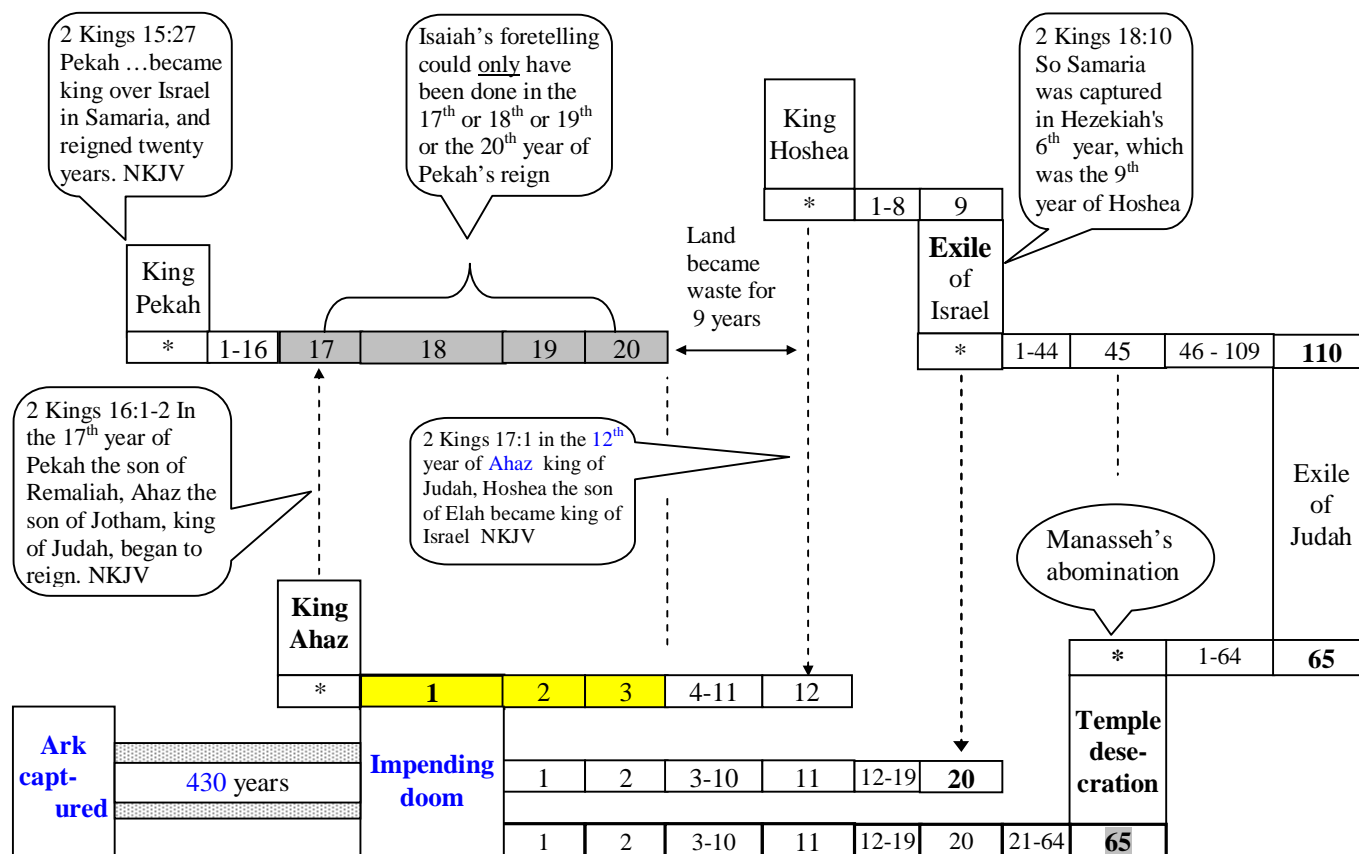 2 Kings 15:27
Pekah …became
king over Israel
in Samaria, and
reigned twenty
years. NKJV
Isaiah’s foretelling
could only have
been done in the
17th or 18th or 19th
or the 20th year of
Pekah’s reign
King
Hoshea
* 1-8 9
2 Kings 18:10
So Samaria
was captured
in Hezekiah's
6th year, which
was the 9th
year of Hoshea
King
Pekah
* 1-16 17 18 19 20
Land
became
waste for
9 years
Exile
of
Israel
* 1-44 45 46 - 109 110
2 Kings 16:1-2 In
the 17th year of
Pekah the son of
Remaliah, Ahaz the
son of Jotham, king
of Judah, began to
reign. NKJV
2 Kings 17:1 in the 12th
year of Ahaz king of
Judah, Hoshea the son
of Elah became king of
Israel NKJV
Exile
of
Judah
Manasseh’s
abomination
King
Ahaz
* 1 2 3 4-11 12
* 1-64 65
Ark
capt-
ured
430 years
Impending
doom
1 2 3-10 11 12-19 20
Temple
dese-
cration
1 2 3-10 11 12-19 20 21-64 65